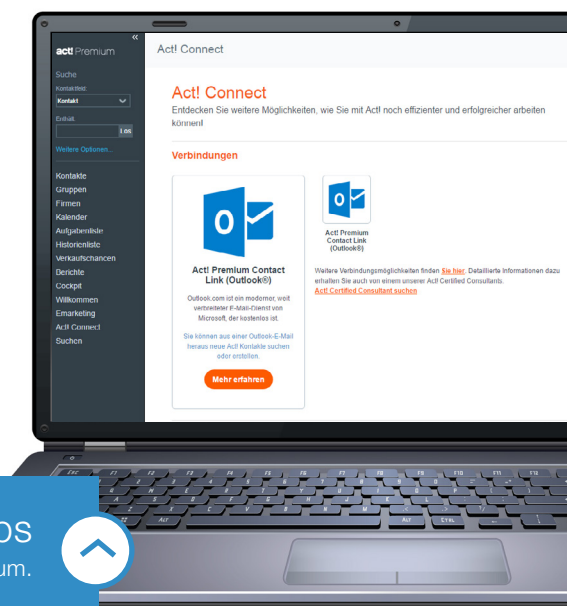 «
act! Premium
Act! Connect
Suche
Kontaktfeld:
Kontakt
Enthält:
Los
Weitere Optionen...
Kontakte
Gruppen
Firmen
Kalender
Aufgabenliste
Historienliste
Verkaufschancen
Berichte
Cockpit
Willkommen
Emarketing
Act! Connect
Suchen
Act! Connect
Entdecken Sie weitere Möglichkeiten, wie Sie mit Act! noch effizienter und erfolgreicher arbeiten
können!
Verbindungen
Act! Premium Contact
Link (Outlook®)
Outlook.com ist ein moderner, weit
verbreiteter E-Mail-Dienst von
Microsoft, der kostenlos ist.
Sie können aus einer Outlook-E-Mail
heraus neue Act! Kontakte suchen
oder erstellen.
Mehr erfahren
Act! Premium
Contact Link
(Outlook®)
Weitere Verbindungsmöglichkeiten finden Sie hier. Detaillierte Informationen dazu
erhalten Sie auch von einem unserer Act! Certified Consultants.
Act! Certified Consultant suchen
ESC F1 F2 F3 F4 F5 F6 F7 F8 F9 F10 F11 F12
ALT ALT CTRL
os
um.